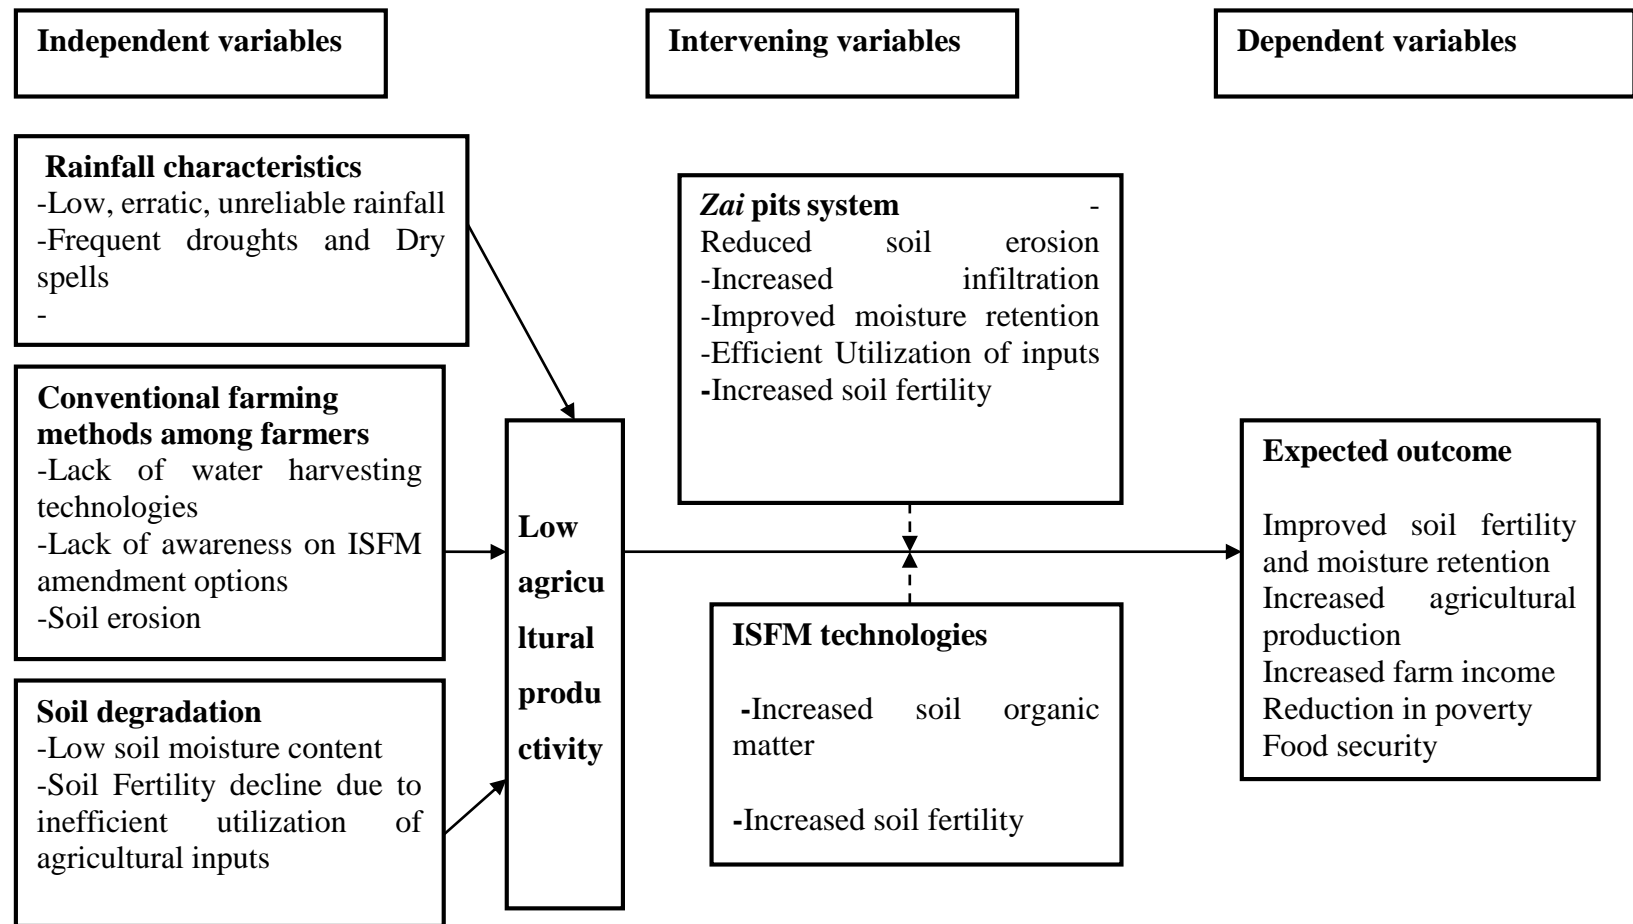 Independent variables
Intervening variables
Dependent variables
Rainfall characteristics
-Low, erratic, unreliable rainfall
-Frequent droughts and Dry
spells
-
Conventional farming
methods among farmers
-Lack of water harvesting
technologies
-Lack of awareness on ISFM
amendment options
-Soil erosion
Soil degradation
-Low soil moisture content
-Soil Fertility decline due to
inefficient utilization of
agricultural inputs
Low
agricu
ltural
produ
ctivity
Zai pits system -
Reduced soil erosion
-Increased infiltration
-Improved moisture retention
-Efficient Utilization of inputs
-Increased soil fertility
ISFM technologies
-Increased soil organic
matter
-Increased soil fertility
Expected outcome
Improved soil fertility
and moisture retention
Increased agricultural
production
Increased farm income
Reduction in poverty
Food security